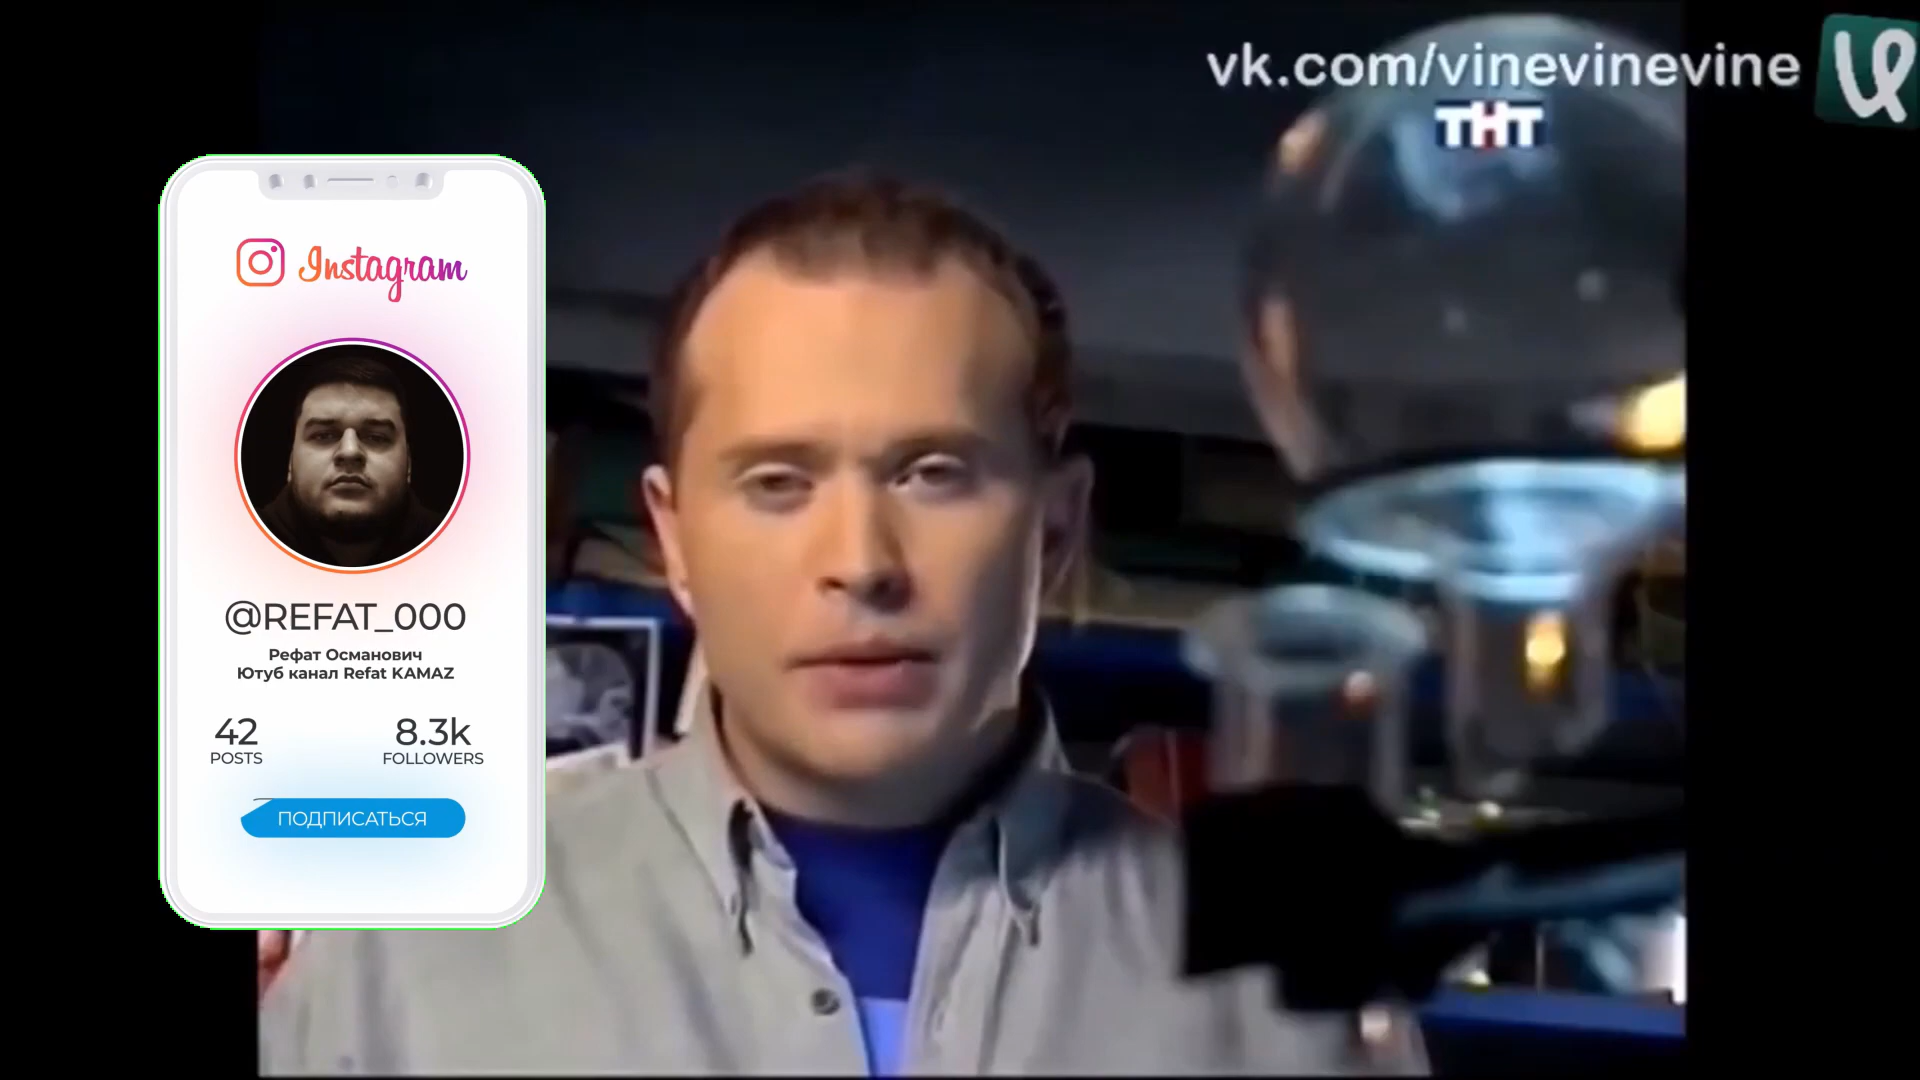 vk.com/vinevinevine
ТНТ
Instagram
@REFAT_000
Рефат Османович
Ютуб канал Refat KAMAZ
42
POSTS
8.3k
FOLLOWERS
ПОДПИСАТЬСЯ